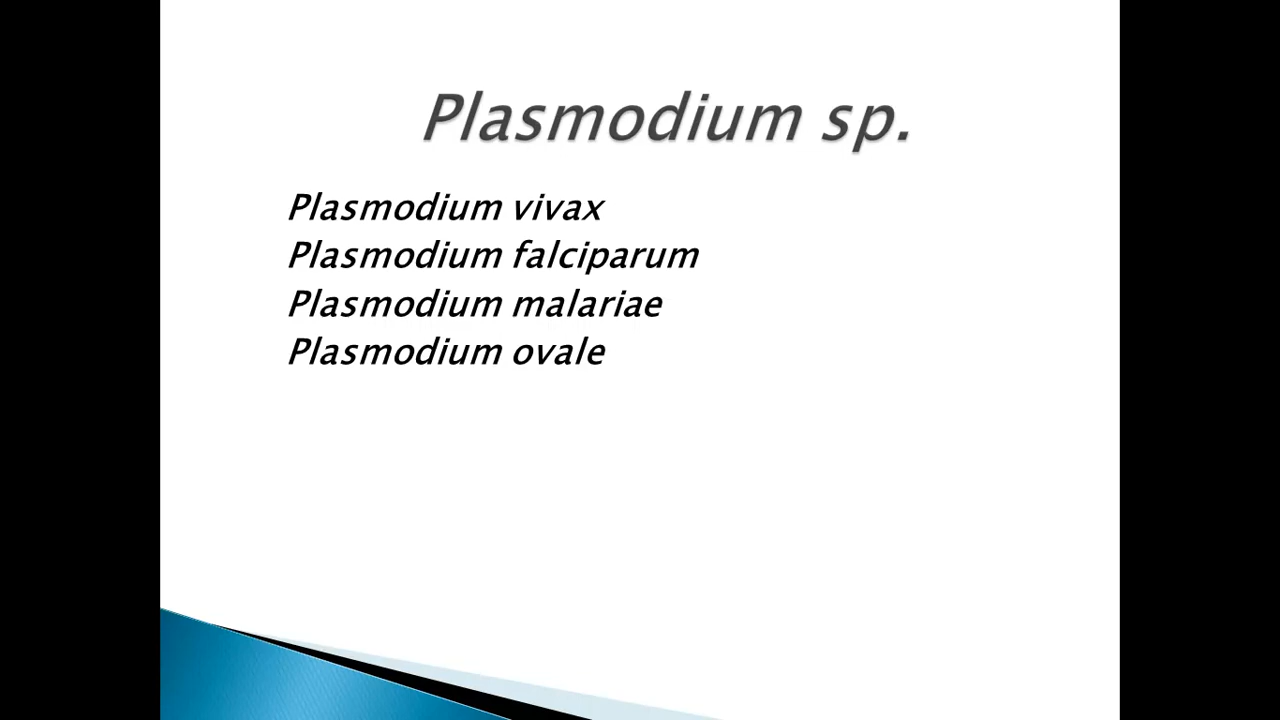 Plasmodium sp.
Plasmodium vivax
Plasmodium falciparum
Plasmodium malariae
Plasmodium ovale